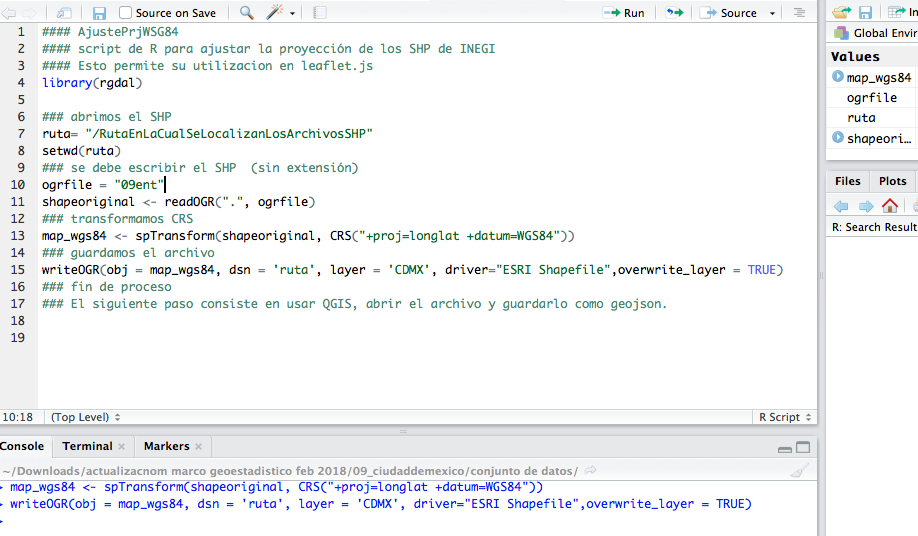 Source on Save
Run
Source
1 #### AjustePrjWSG84
2 #### script de R para ajustar la proyección de los SHP de INEGI
3 #### Esto permite su utilizacion en leaflet.js
4 library(rgdal)
5
6 ### abrimos el SHP
7 ruta= "/RutaEnLaCualSeLocalizanLosArchivosSHP"
8 setwd(ruta)
9 ### se debe escribir el SHP  (sin extensión)
10 ogrfile = "09ent"
11 shapeoriginal <- readOGR(".", ogrfile)
12 ### transformamos CRS
13 map_wgs84 <- spTransform(shapeoriginal, CRS("+proj=longlat +datum=WGS84"))
14 ### guardamos el archivo
15 writeOGR(obj = map_wgs84, dsn = 'ruta', layer = 'CDMX', driver="ESRI Shapefile",overwrite_layer = TRUE)
16 ### fin de proceso
17 ### El siguiente paso consiste en usar QGIS, abrir el archivo y guardarlo como geojson.
18
19
10:18 (Top Level) R Script
Console Terminal Markers
~/Downloads/actualizacnom marco geoestadistico feb 2018/09_ciudaddemexico/conjunto de datos/
> map_wgs84 <- spTransform(shapeoriginal, CRS("+proj=longlat +datum=WGS84"))
> writeOGR(obj = map_wgs84, dsn = 'ruta', layer = 'CDMX', driver="ESRI Shapefile",overwrite_layer = TRUE)
>
Global Envir
Values
map_wgs84
ogrfile
ruta
shapeori...
Files Plots
R: Search Result